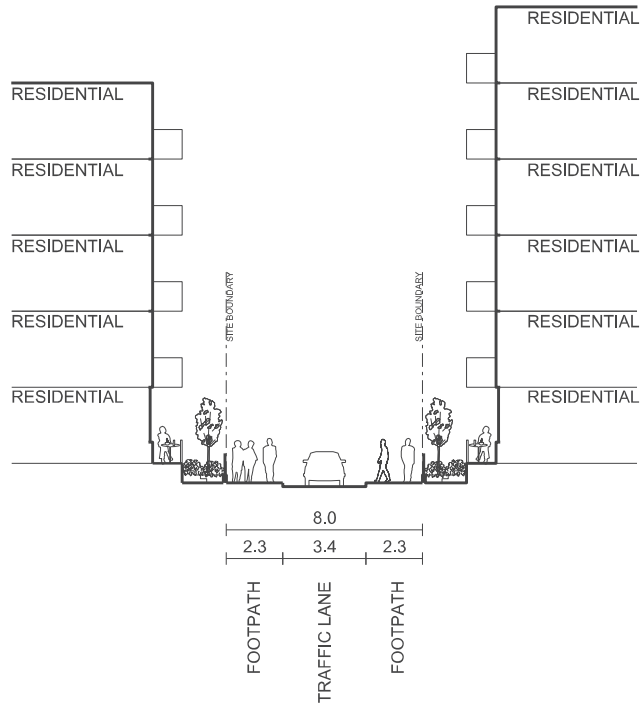 RESIDENTIAL
RESIDENTIAL
RESIDENTIAL
RESIDENTIAL
RESIDENTIAL
RESIDENTIAL
RESIDENTIAL
RESIDENTIAL
RESIDENTIAL
RESIDENTIAL
RESIDENTIAL
SITE BOUNDARY
SITE BOUNDARY
8.0
2.3 3.4 2.3
FOOTPATH
TRAFFIC LANE
FOOTPATH